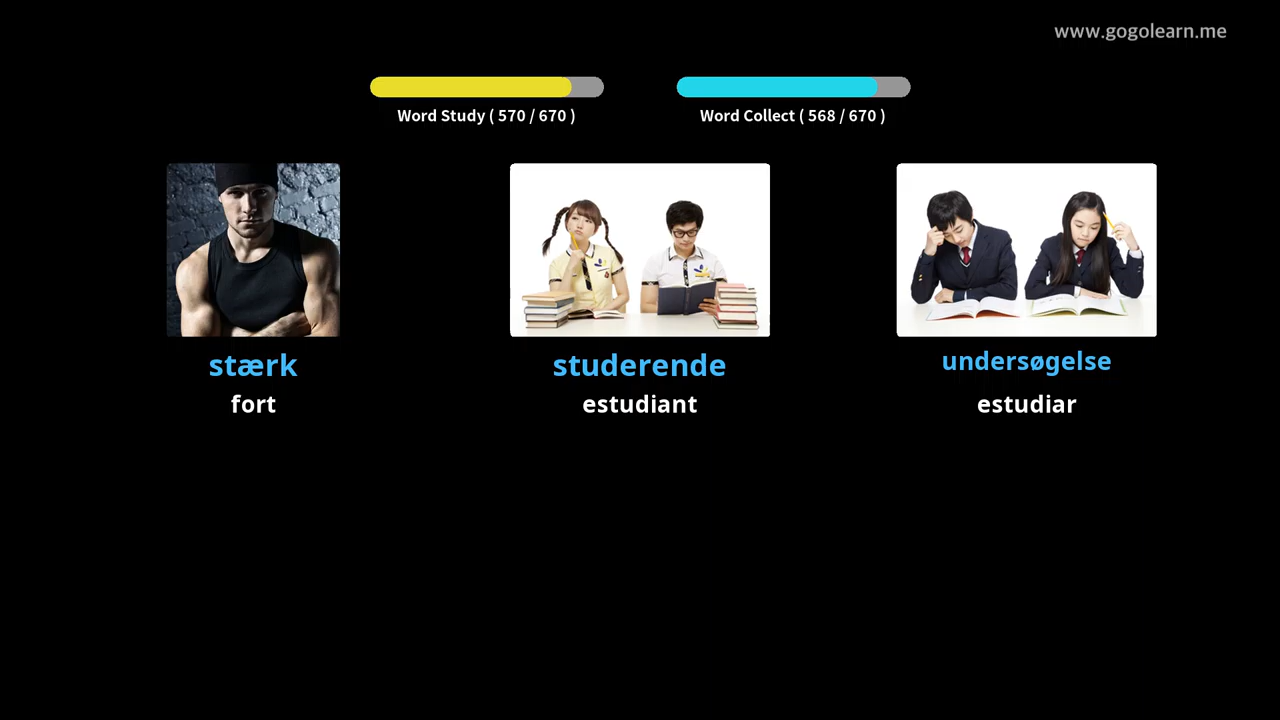 www.gogolearn.me
Word Study ( 570 / 670 )
Word Collect ( 568 / 670 )
stærk
studerende
undersøgelse
fort
estudiant
estudiar